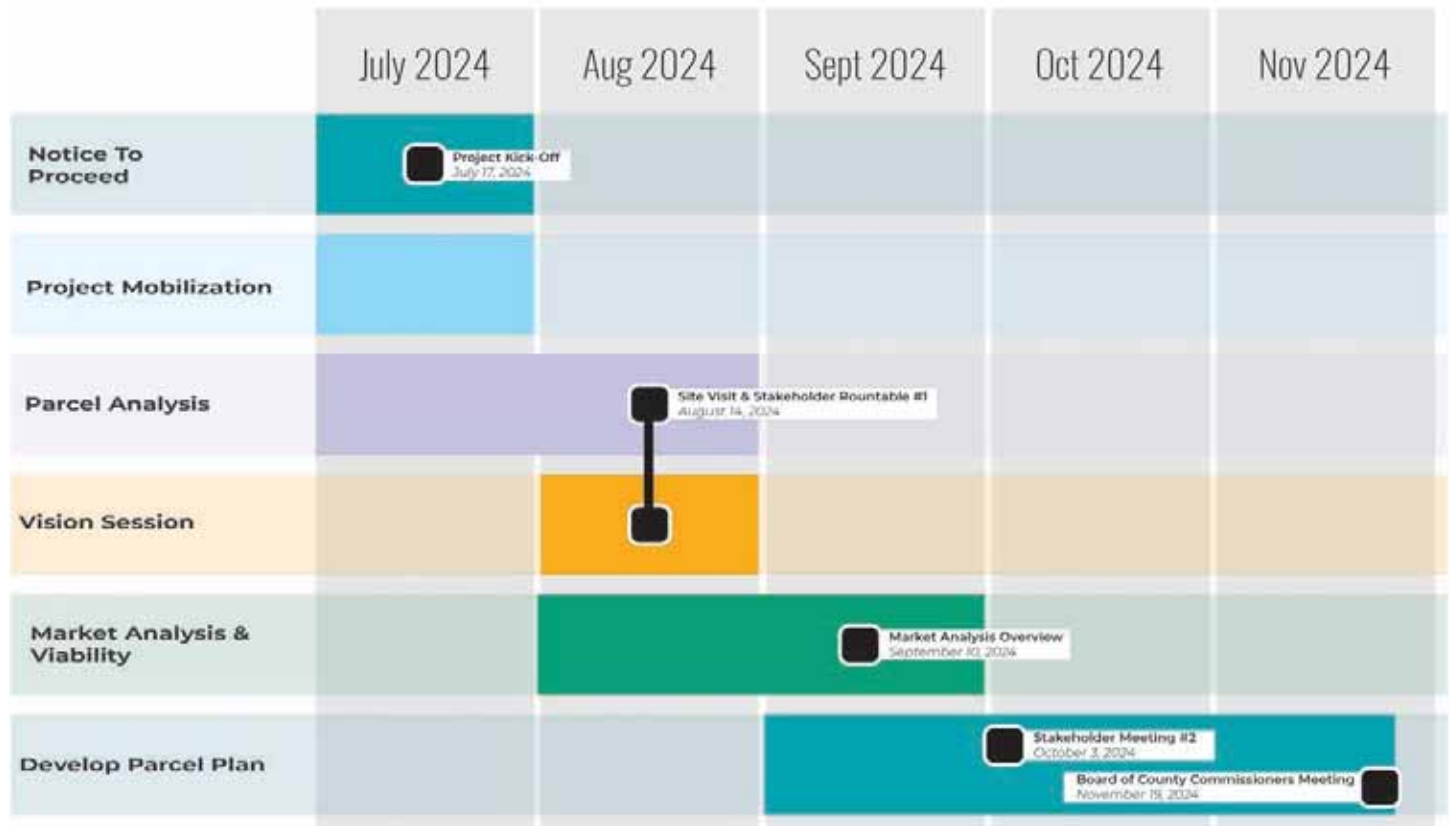 July 2024
Aug 2024
Sept 2024
Oct 2024
Nov 2024
Notice To
Proceed
Project Kick-Off
July 17, 2024
Project Mobilization
Parcel Analysis
Site Visit & Stakeholder Rountable #1
August 14, 2024
Vision Session
Market Analysis &
Viability
Market Analysis Overview
September 10, 2024
Develop Parcel Plan
Stakeholder Meeting #2
October 3, 2024
Board of County Commissioners Meeting
November 19, 2024